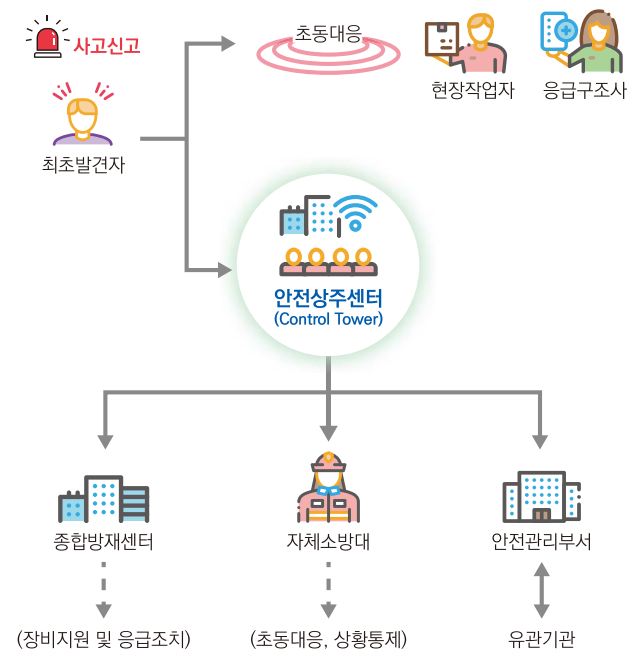 사고신고
최초발견자
초동대응
현장작업자
응급구조사
안전상주센터
(Control Tower)
종합방재센터
자체소방대
안전관리부서
(장비지원 및 응급조치)
(초동대응, 상황통제)
유관기관